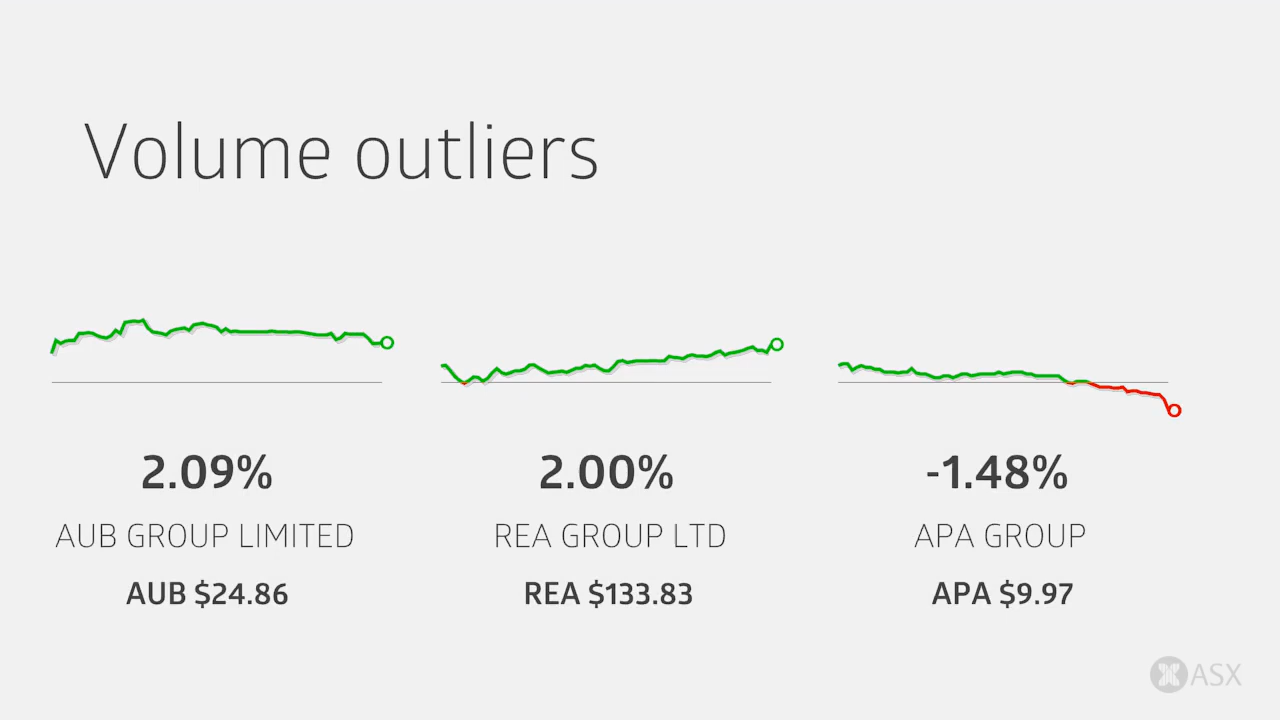 Volume outliers
2.09%
AUB GROUP LIMITED
AUB $24.86
2.00%
REA GROUP LTD
REA $133.83
-1.48%
APA GROUP
APA $9.97
ASX